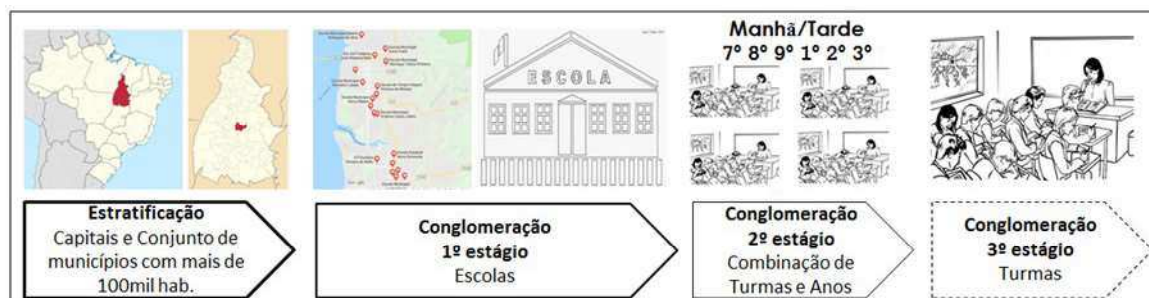 Manhã/Tarde
7º 8º 9º 1º 2º 3º
ESCOLA
Estratificação
Capitais e Conjunto de
municípios com mais de
100mil hab.
Conglomeração
1º estágio
Escolas
Conglomeração
2º estágio
Combinação de
Turmas e Anos
Conglomeração
3º estágio
Turmas